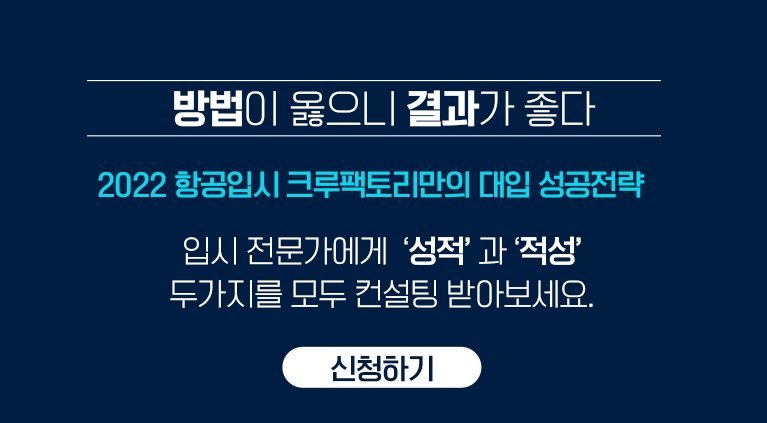 방법이 옳으니 결과가 좋다
2022 항공입시 크루팩토리만의 대입 성공전략
입시 전문가에게 ‘성적’ 과 ‘적성’
두가지를 모두 컨설팅 받아보세요.
신청하기